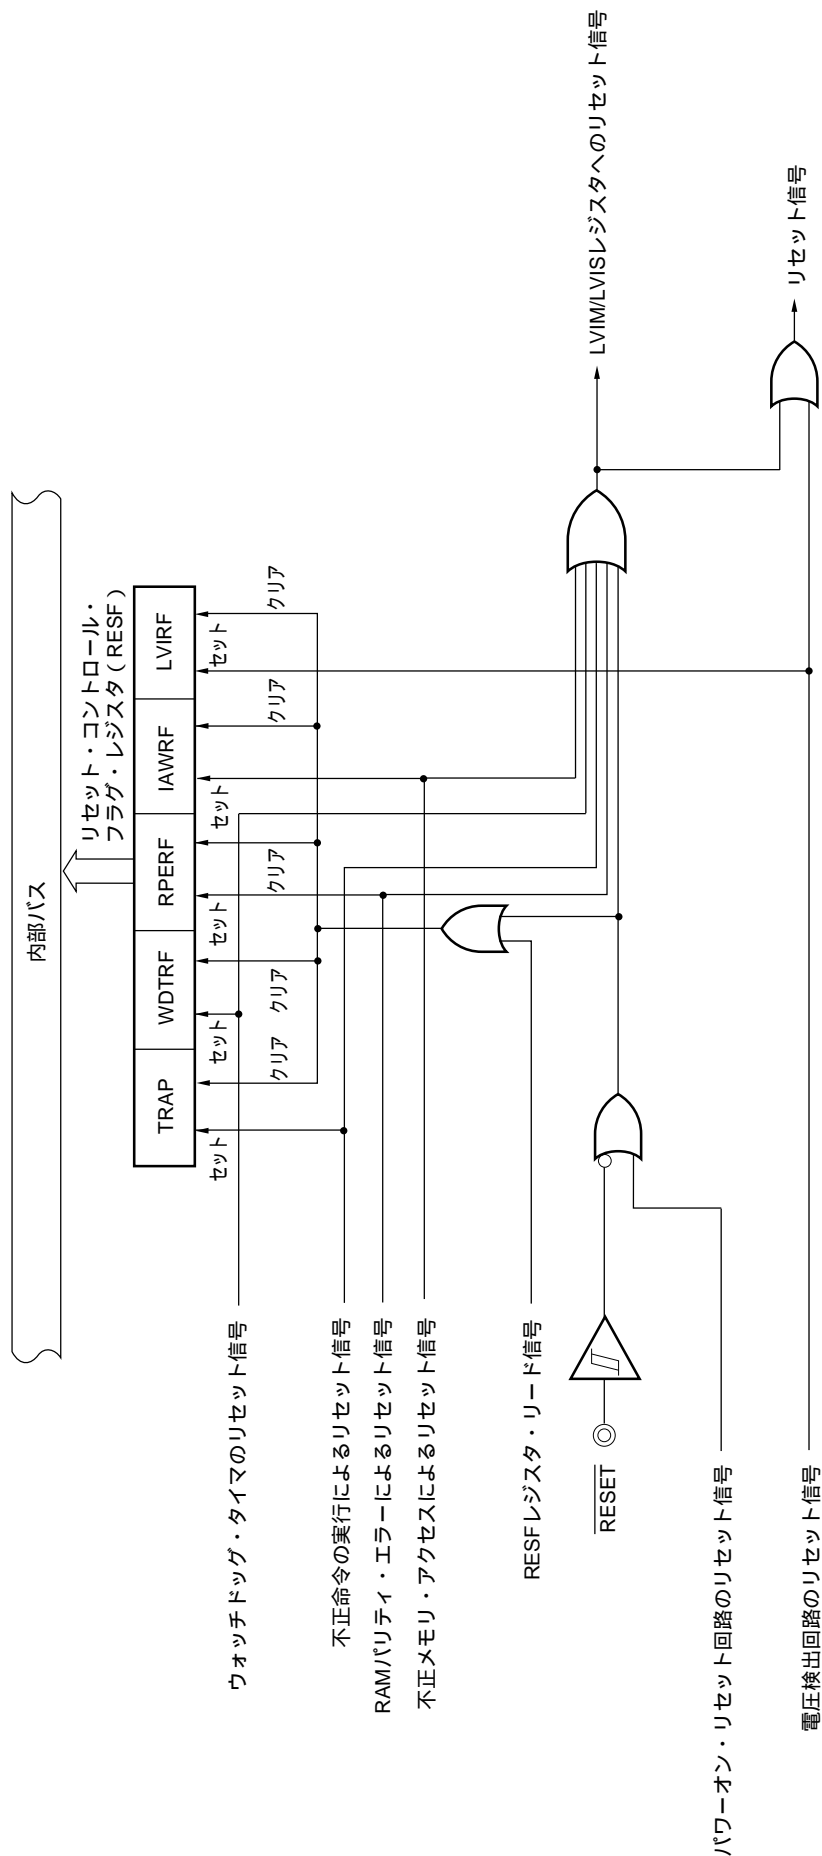 内部バス
リセット・コントロール・
フラグ・レジスタ（RESF）
TRAP
WDTRF
RPERF
IAWRF
LVIRF
セット
クリア
セット
クリア
セット
クリア
セット
クリア
セット
クリア
ウォッチドッグ・タイマのリセット信号
不正命令の実行によるリセット信号
RAMパリティ・エラーによるリセット信号
不正メモリ・アクセスによるリセット信号
RESFレジスタ・リード信号
RESET
パワーオン・リセット回路のリセット信号
電圧検出回路のリセット信号
LVIM/LVISレジスタへのリセット信号
リセット信号